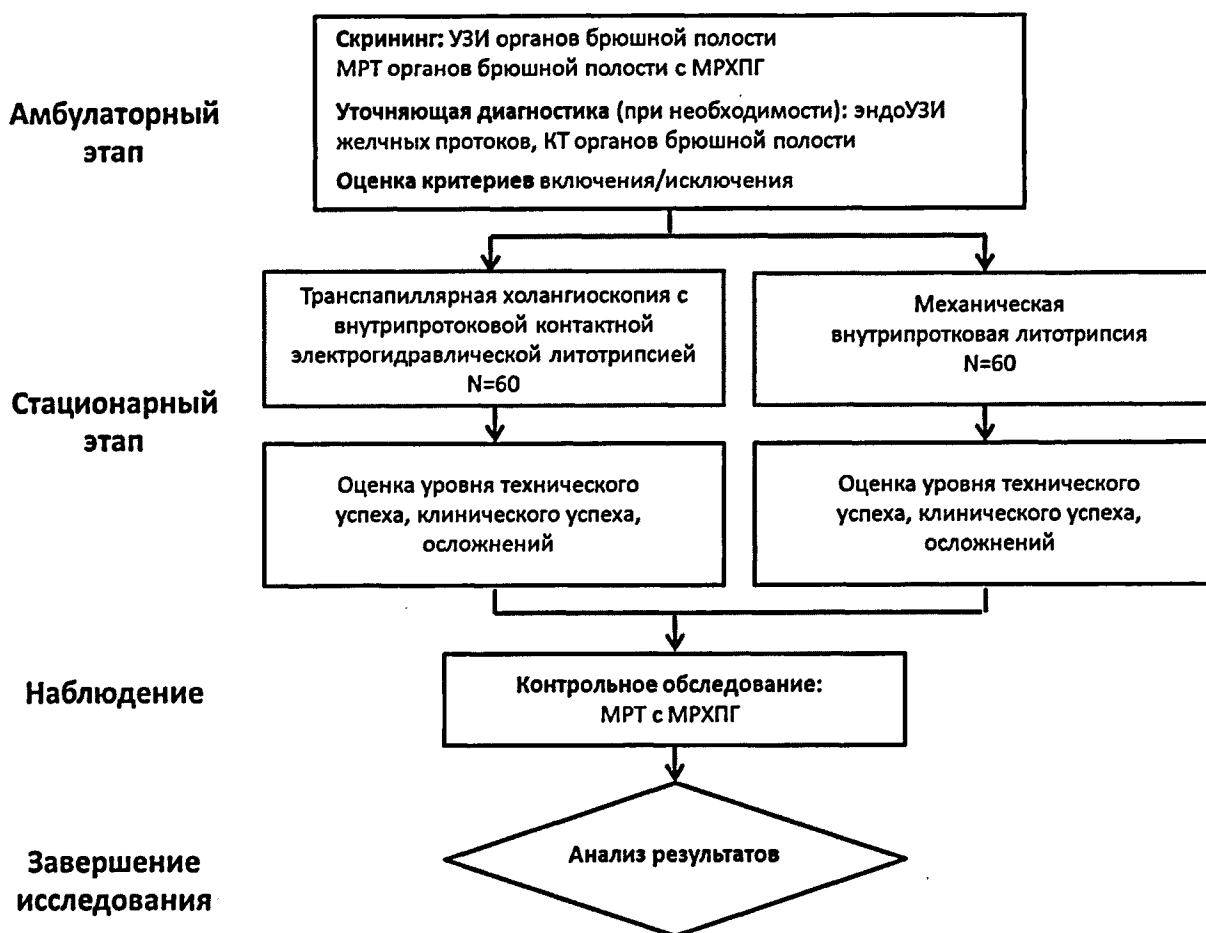 Амбулаторный
этап
Скрининг: УЗИ органов брюшной полости
МРТ органов брюшной полости с МРХПГ
Уточняющая диагностика (при необходимости): эндоУЗИ
желчных протоков, КТ органов брюшной полости
Оценка критериев включения/исключения
Стационарный
этап
Транспапиллярная холангиоскопия с
внутрипротоковой контактной
электрогидравлической литотрипсией
N=60
Механическая
внутрипротковая литотрипсия
N=60
Оценка уровня технического
успеха, клинического успеха,
осложнений
Оценка уровня технического
успеха, клинического успеха,
осложнений
Наблюдение
Контрольное обследование:
МРТ с МРХПГ
Завершение
исследования
Анализ результатов